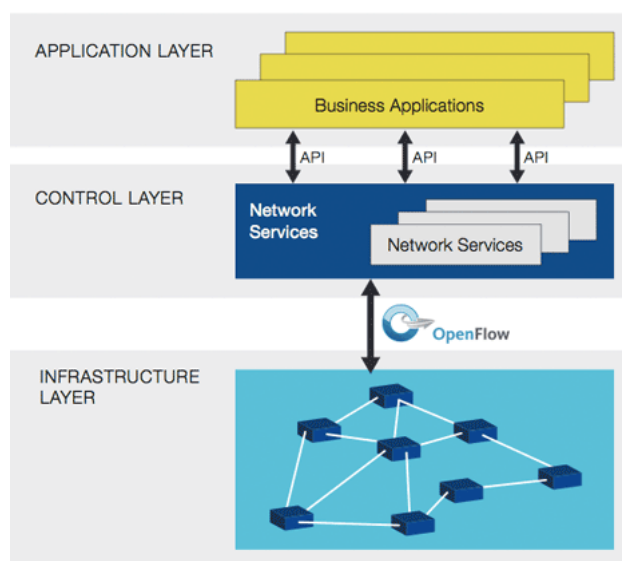 APPLICATION LAYER
Business Applications
API
API
API
CONTROL LAYER
Network
Services
Network Services
OpenFlow
INFRASTRUCTURE
LAYER